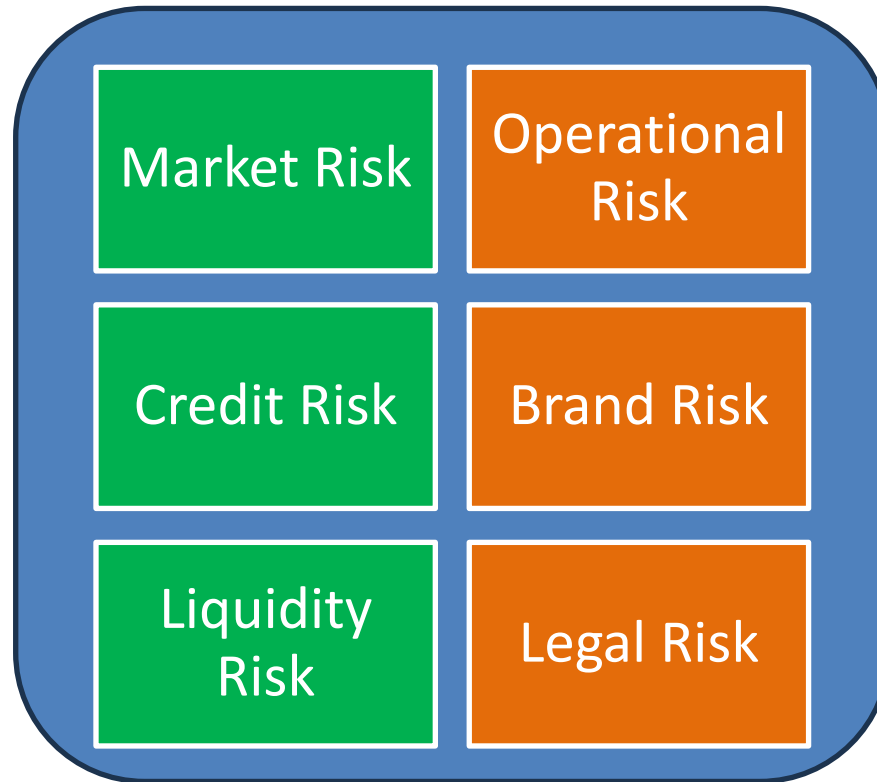 Market Risk
Operational
Risk
Credit Risk
Brand Risk
Liquidity
Risk
Legal Risk